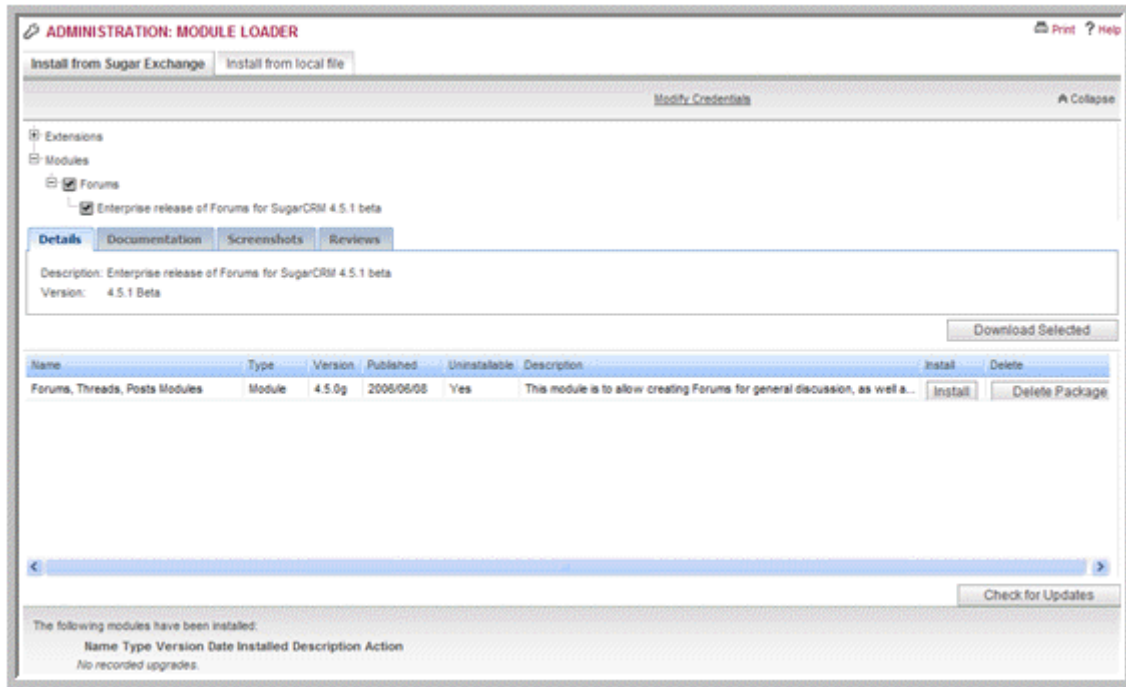 ADMINISTRATION: MODULE LOADER
Print ? Help
Install from Sugar Exchange Install from local file
Modify Credentials Collapse
Extensions
Modules
Forums
Enterprise release of Forums for SugarCRM 4.5.1 beta
Details Documentation Screenshots Reviews
Description: Enterprise release of Forums for SugarCRM 4.5.1 beta
Version: 4.5.1 Beta
Download Selected
Name Type Version Published Uninstallable Description Install Delete
Forums, Threads, Posts Modules Module 4.5.0g 2006/06/08 Yes This module is to allow creating Forums for general discussion, as well a... Install Delete Package
Check for Updates
The following modules have been installed:
Name Type Version Date Installed Description Action
No recorded upgrades.